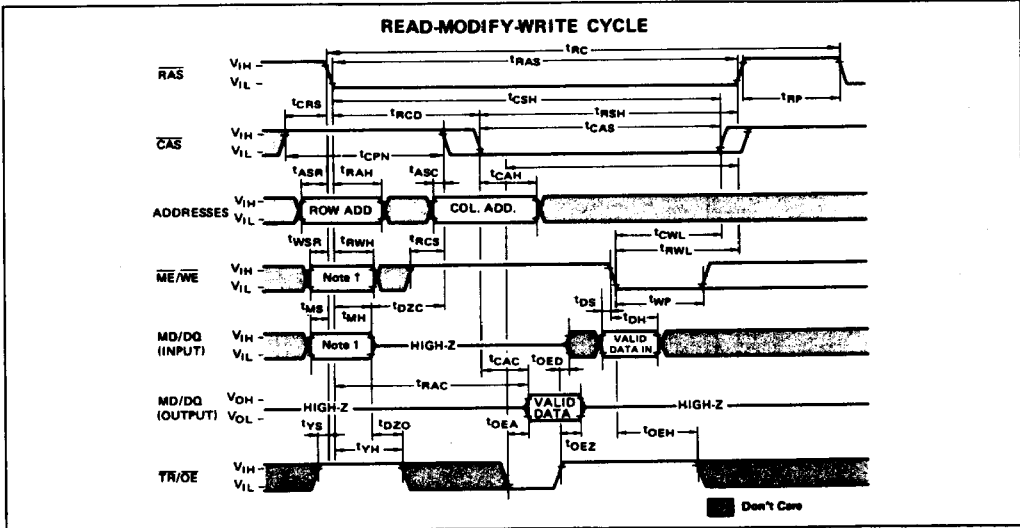 READ-MODIFY-WRITE CYCLE
tRC
RAS VIH VIL
tRAS
tCSH
tRP
tCRS tRCD tRSH
tCAS
CAS VIH VIL
tCPN
tASR tRAH tASC tCAH
ADDRESSES VIH VIL
ROW ADD COL. ADD.
tCWL
tWSR tRWH tRCS tRWL
ME/WE VIH VIL
Note 1
tWP
tMS tMH tDZC tDS tDH
MD/DQ (INPUT) VIH VIL
Note 1 HIGH-Z VALID DATA IN
tCAC tOED
tRAC
MD/DQ (OUTPUT) VOH VOL
HIGH-Z VALID DATA HIGH-Z
tYS tDZO tOEA tOEZ tOEH
tYH
TR/OE VIH VIL
Don't Care